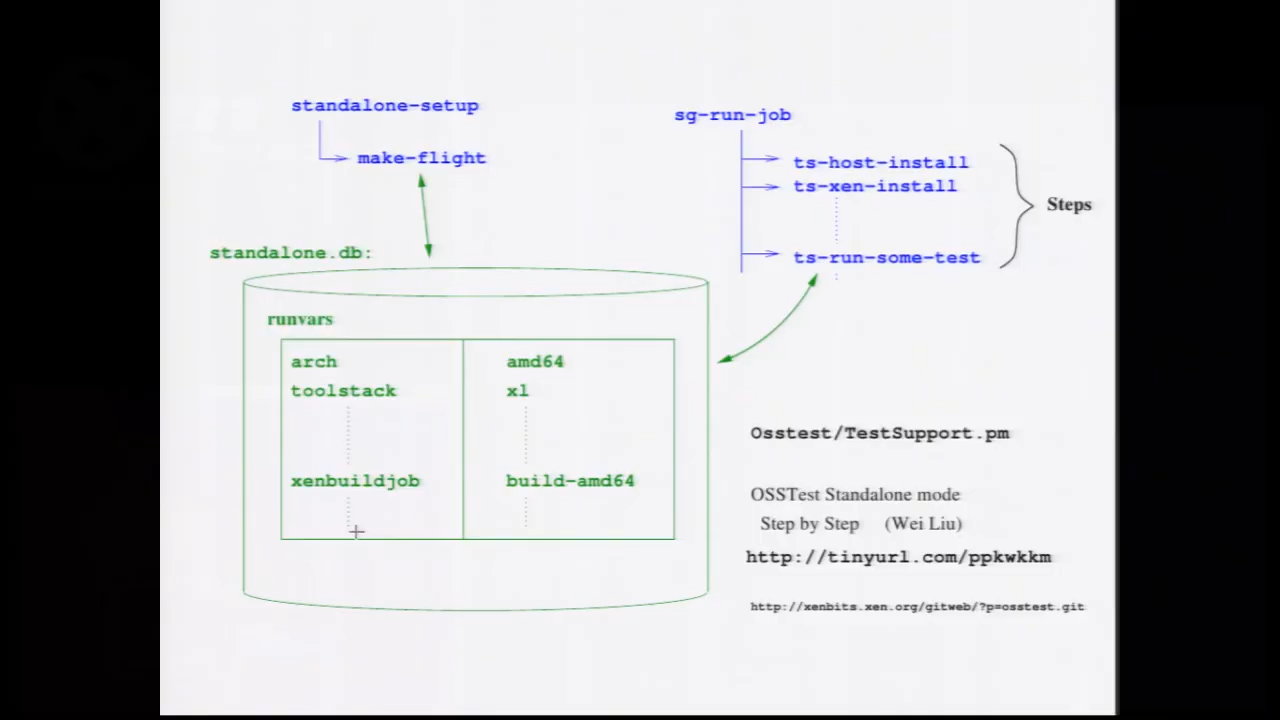 standalone-setup
make-flight
sg-run-job
ts-host-install
ts-xen-install
ts-run-some-test
Steps
standalone.db:
runvars
arch amd64
toolstack xl
xenbuildjob build-amd64
Osstest/TestSupport.pm
OSSTest Standalone mode
Step by Step (Wei Liu)
http://tinyurl.com/ppkwkkm
http://xenbits.xen.org/gitweb/?p=osstest.git